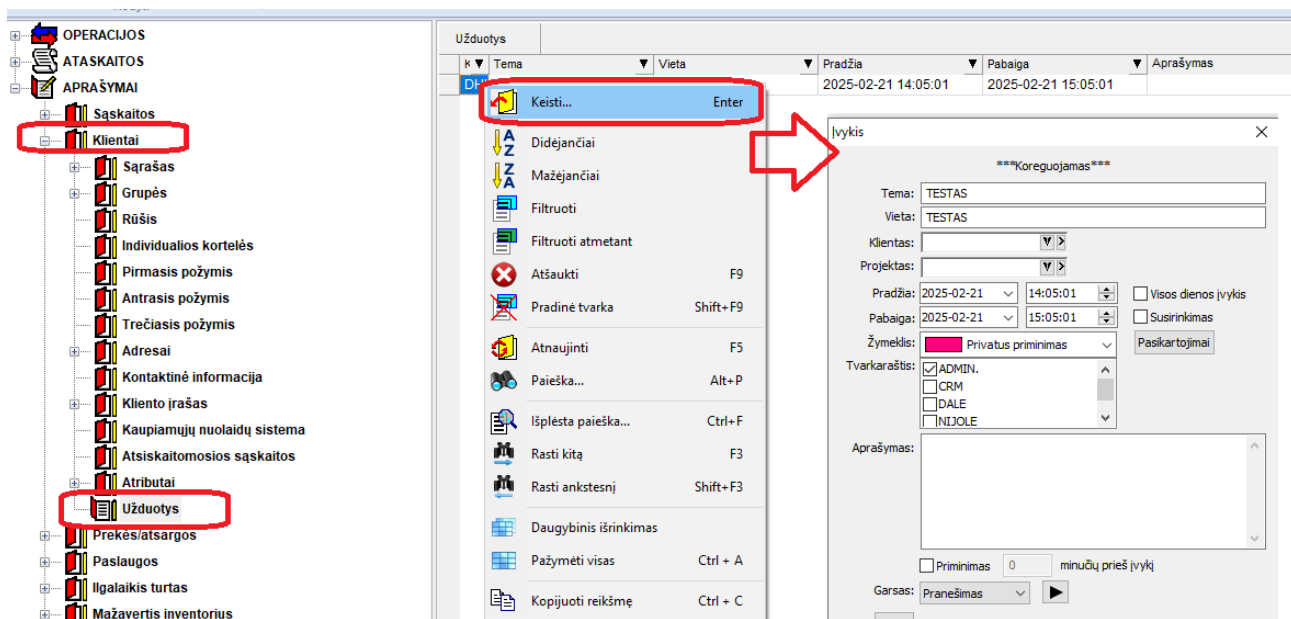 OPERACIJOS
ATASKAITOS
APRAŠYMAI
Sąskaitos
Klientai
Sąrašas
Grupės
Rūšis
Individualios kortelės
Pirmasis požymis
Antrasis požymis
Trečiasis požymis
Adresai
Kontaktinė informacija
Kliento įrašas
Kaupiamųjų nuolaidų sistema
Atsiskaitomosios sąskaitos
Atributai
Užduotys
Prekės/atsargos
Paslaugos
Ilgalaikis turtas
Mažavertis inventorius
Užduotys
K Tema Vieta Pradžia Pabaiga Aprašymas
2025-02-21 14:05:01 2025-02-21 15:05:01
Keisti... Enter
Didėjančiai
Mažėjančiai
Filtruoti
Filtruoti atmetant
Atšaukti F9
Pradinė tvarka Shift+F9
Atnaujinti F5
Paieška... Alt+P
Išplėsta paieška... Ctrl+F
Rasti kitą F3
Rasti ankstesnį Shift+F3
Daugybinis išrinkimas
Pažymėti visas Ctrl + A
Kopijuoti reikšmę Ctrl + C
Įvykis
***Koreguojamas***
Tema: TESTAS
Vieta: TESTAS
Klientas:
Projektas:
Pradžia: 2025-02-21 14:05:01 Visos dienos įvykis
Pabaiga: 2025-02-21 15:05:01 Susirinkimas
Žymeklis: Privatus priminimas Pasikartojimai
Tvarkaraštis: ADMIN.
CRM
DALE
NIJOLE
Aprašymas:
Priminimas 0 minučių prieš įvykį
Garsas: Pranešimas